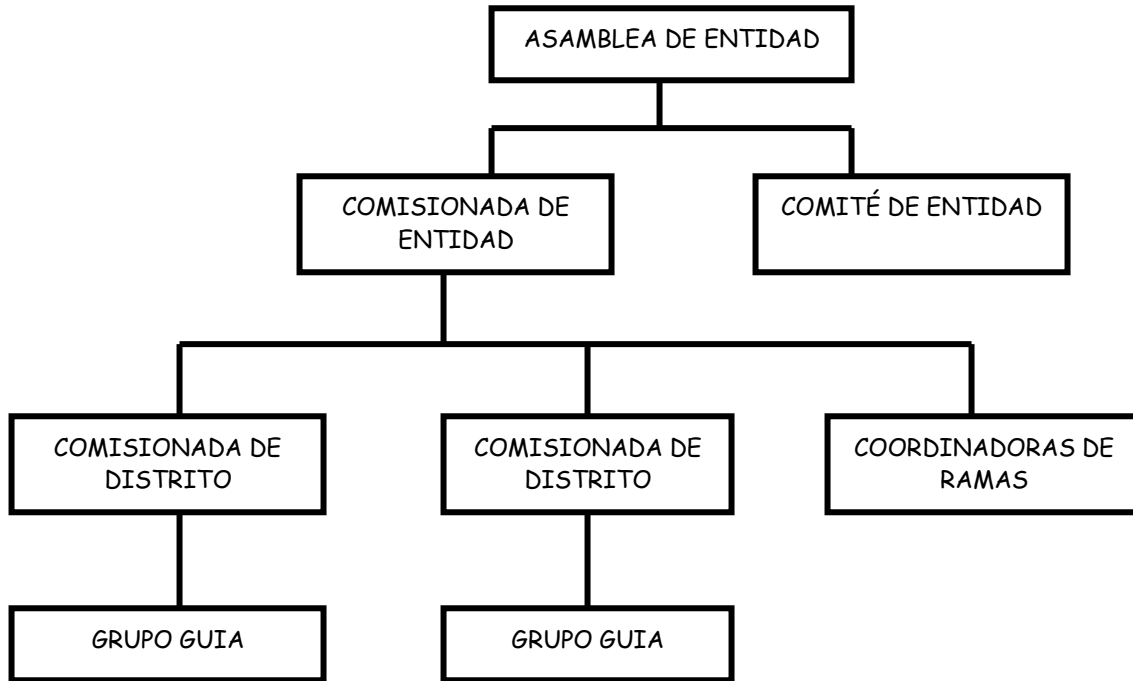 ASAMBLEA DE ENTIDAD
COMISIONADA DE
ENTIDAD
COMITÉ DE ENTIDAD
COMISIONADA DE
DISTRITO
COMISIONADA DE
DISTRITO
COORDINADORAS DE
RAMAS
GRUPO GUIA
GRUPO GUIA